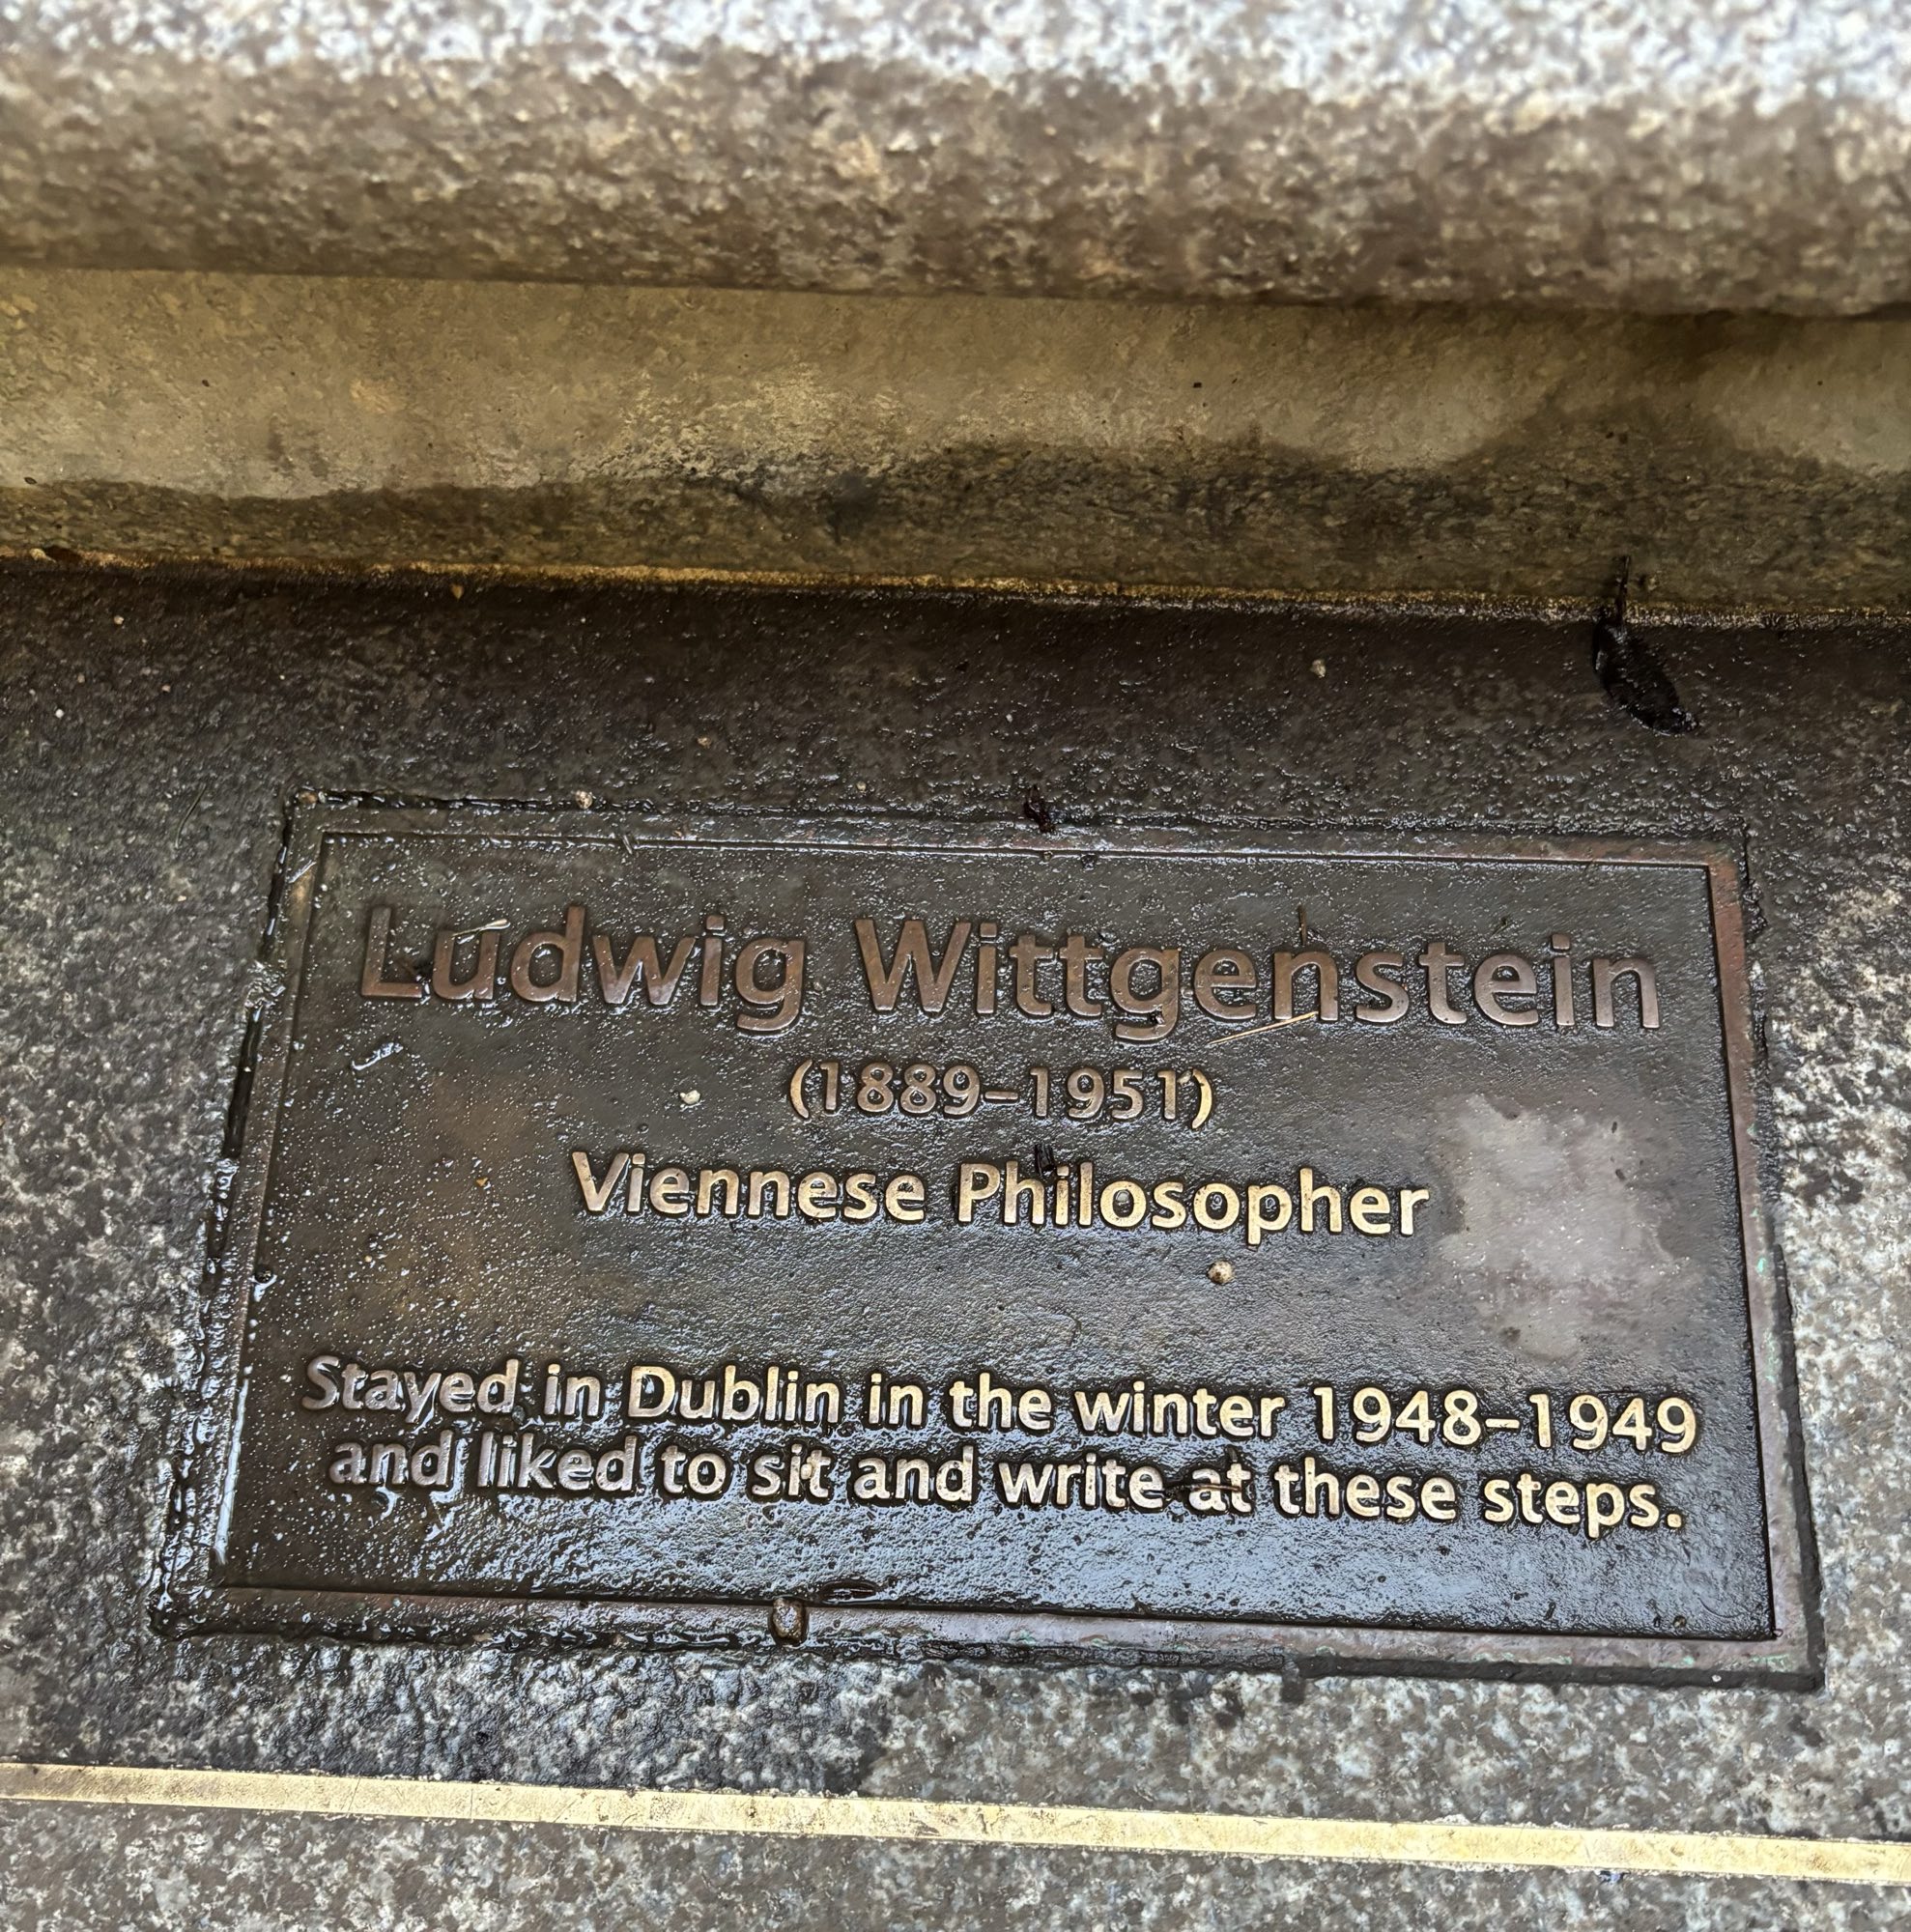 Ludwig Wittgenstein
(1889–1951)
Viennese Philosopher
Stayed in Dublin in the winter 1948–1949
and liked to sit and write at these steps.